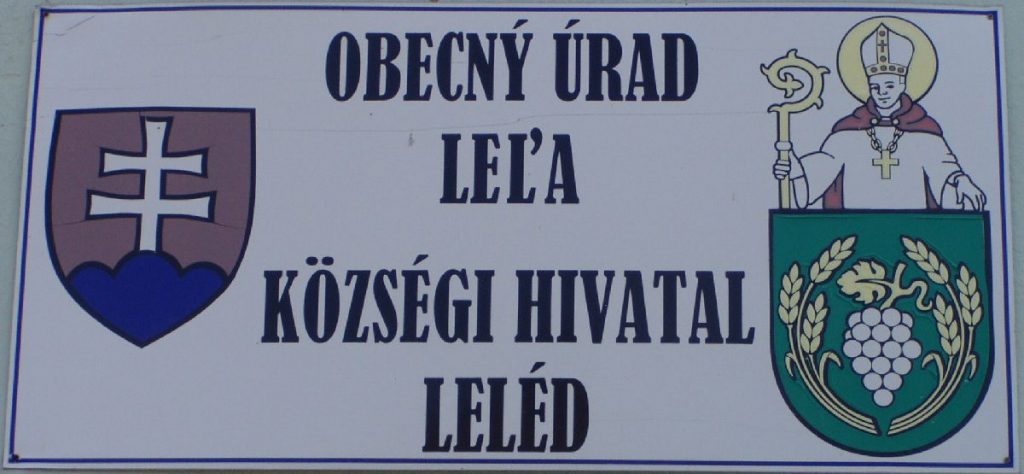 OBECNÝ ÚRAD
LEĽA
KÖZSÉGI HIVATAL
LELÉD